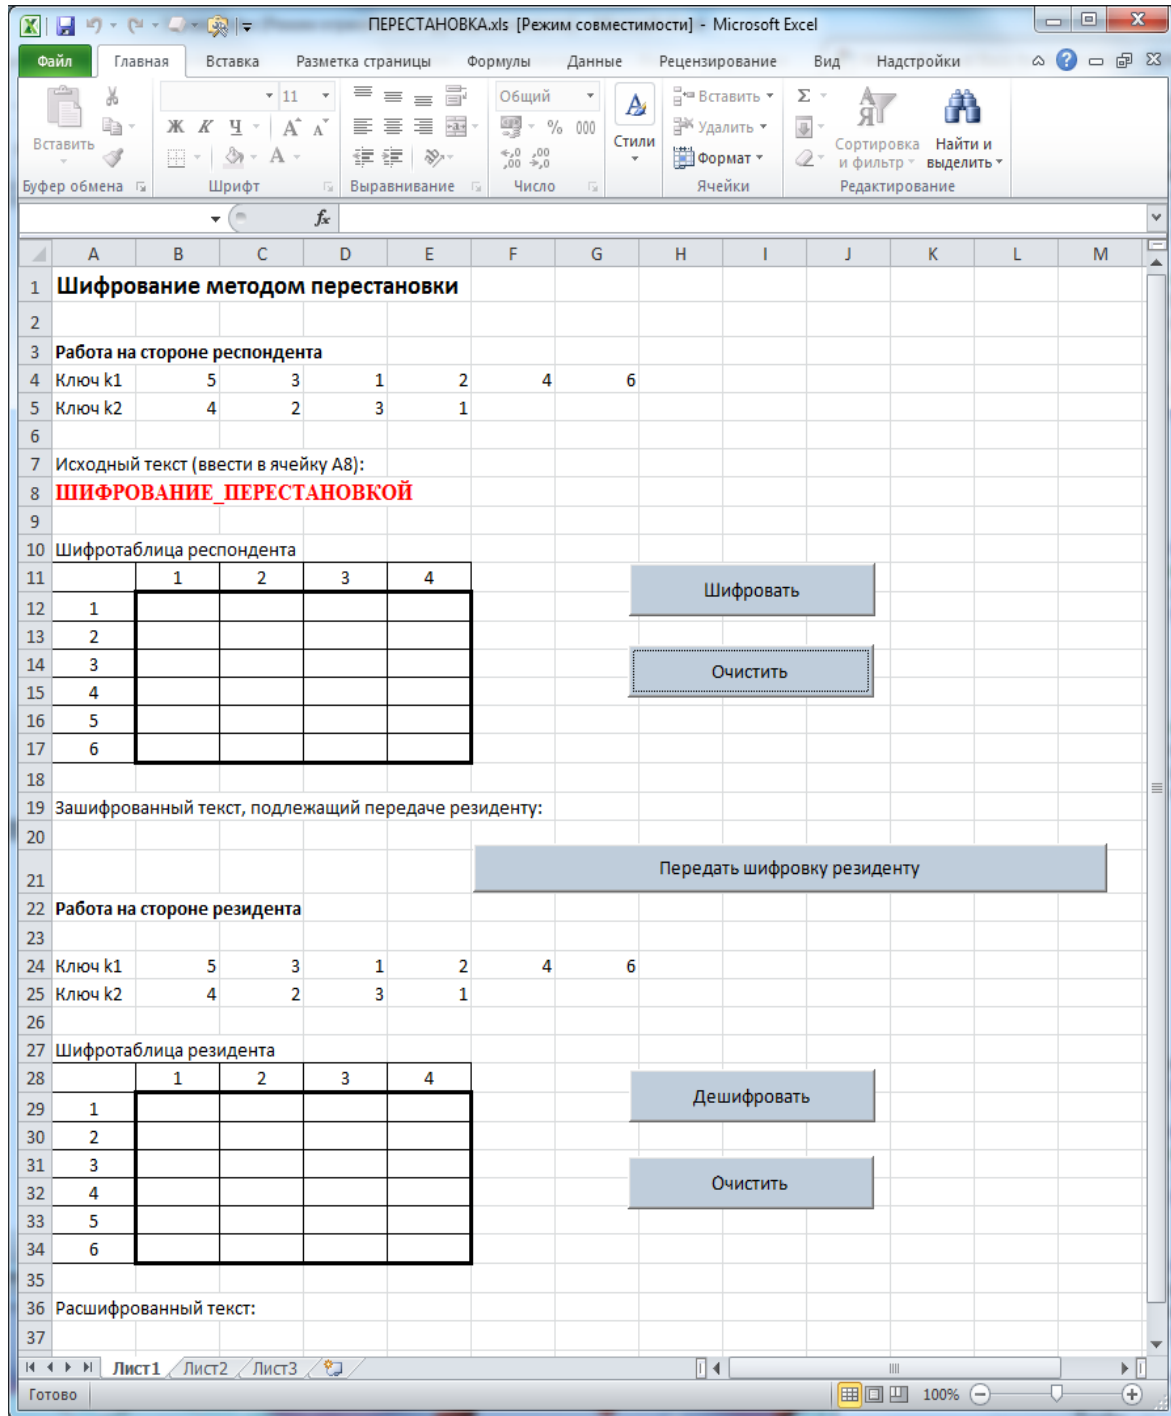 ПЕРЕСТАНОВКА.xls [Режим совместимости] - Microsoft Excel
Файл Главная Вставка Разметка страницы Формулы Данные Рецензирование Вид Надстройки
11 Общий Вставить
Ж К Ч A A % 000 Удалить
Вставить Стили Сортировка и фильтр Найти и выделить
A ,0 ,00 ,00 ,0 Формат
Буфер обмена Шрифт Выравнивание Число Ячейки Редактирование
fx
A B C D E F G H I J K L M
1 Шифрование методом перестановки
2
3 Работа на стороне респондента
4 Ключ k1 5 3 1 2 4 6
5 Ключ k2 4 2 3 1
6
7 Исходный текст (ввести в ячейку A8):
8 ШИФРОВАНИЕ_ПЕРЕСТАНОВКОЙ
9
10 Шифротаблица респондента
11 1 2 3 4
Шифровать
12 1
13 2
14 3
Очистить
15 4
16 5
17 6
18
19 Зашифрованный текст, подлежащий передаче резиденту:
20
Передать шифровку резиденту
21
22 Работа на стороне резидента
23
24 Ключ k1 5 3 1 2 4 6
25 Ключ k2 4 2 3 1
26
27 Шифротаблица резидента
28 1 2 3 4
Дешифровать
29 1
30 2
31 3
Очистить
32 4
33 5
34 6
35
36 Расшифрованный текст:
37
Лист1 Лист2 Лист3
Готово 100%